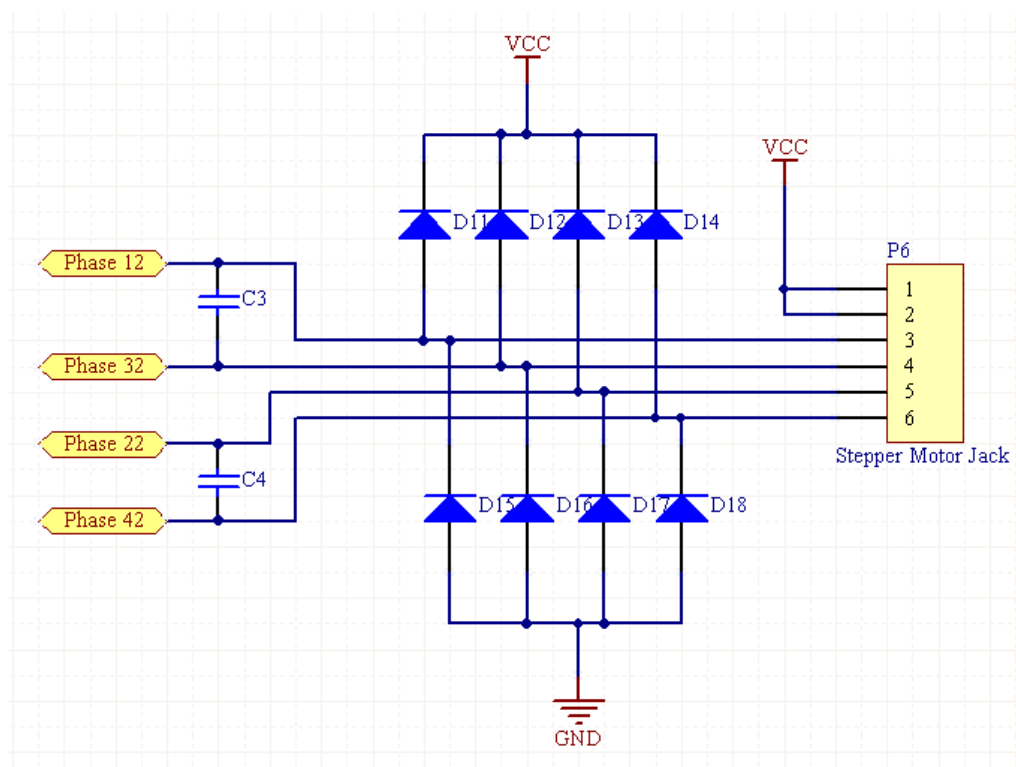 VCC
VCC
D11
D12
D13
D14
P6
Phase 12
C3
1
2
3
Phase 32
4
5
6
Phase 22
Stepper Motor Jack
C4
D15
D16
D17
D18
Phase 42
GND